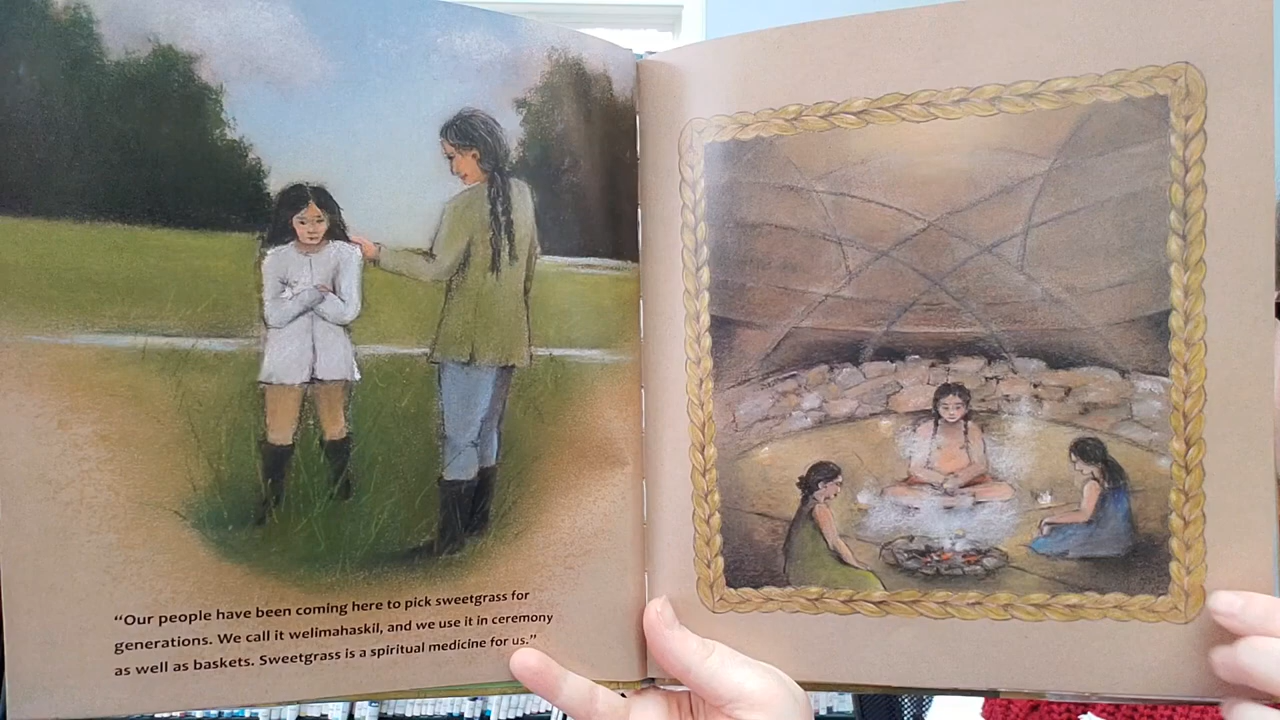 “Our people have been coming here to pick sweetgrass for
generations. We call it welimahaskil, and we use it in ceremony
as well as baskets. Sweetgrass is a spiritual medicine for us.”